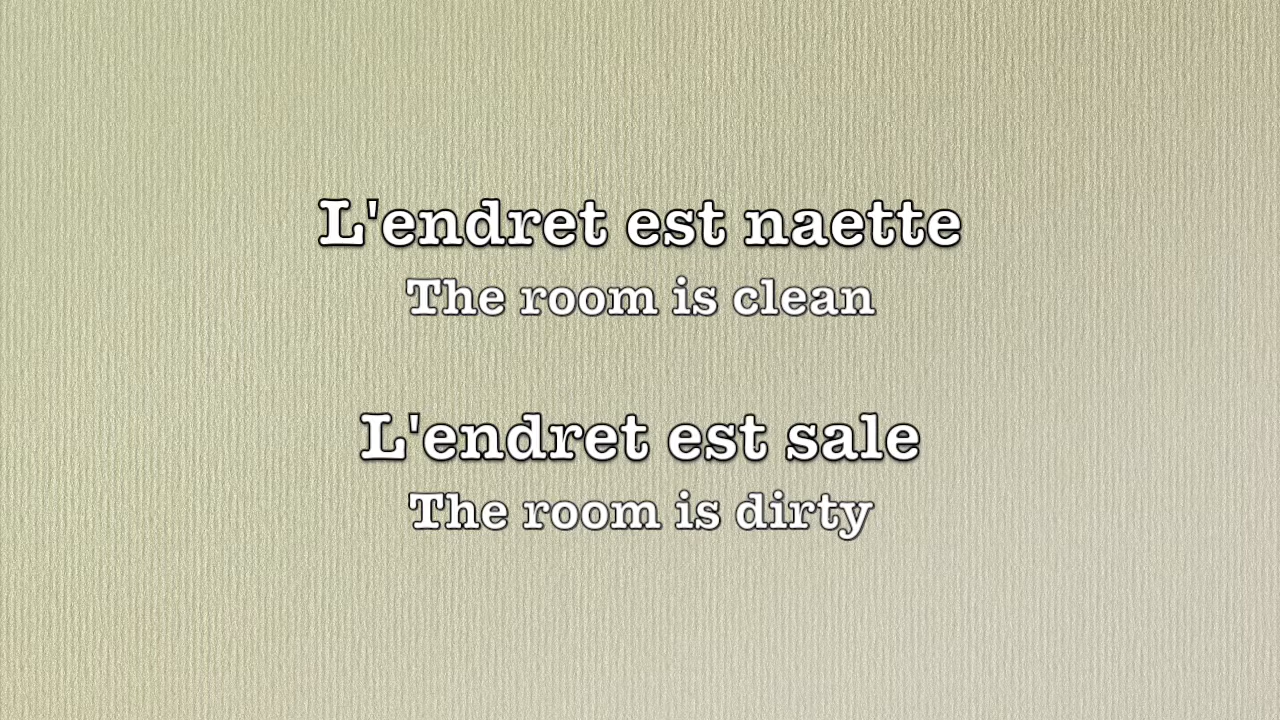 L'endret est naette
The room is clean
L'endret est sale
The room is dirty